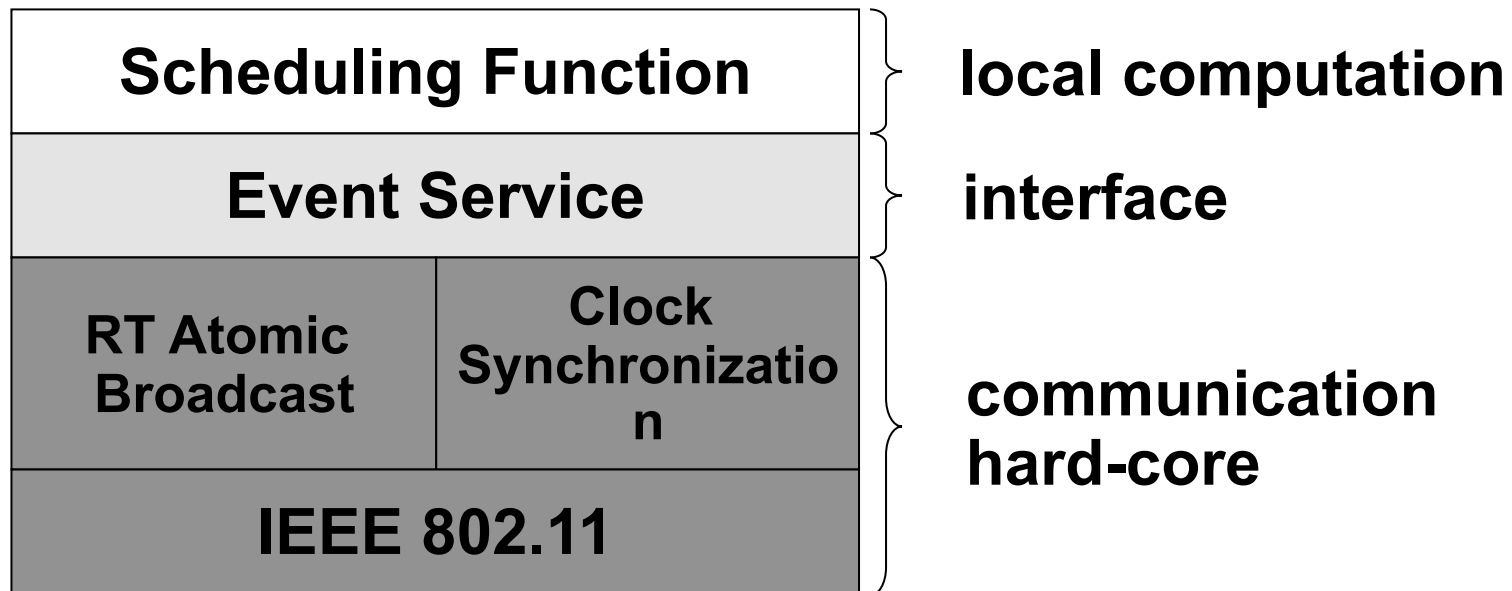 Scheduling Function
local computation
Event Service
interface
RT Atomic
Broadcast
Clock
Synchronizatio
n
communication
hard-core
IEEE 802.11